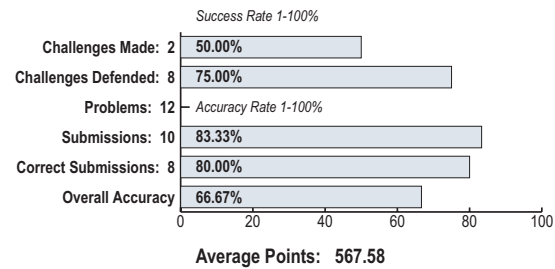 Success Rate 1-100%
Challenges Made: 2 50.00%
Challenges Defended: 8 75.00%
Problems: 12 Accuracy Rate 1-100%
Submissions: 10 83.33%
Correct Submissions: 8 80.00%
Overall Accuracy 66.67%
0 20 40 60 80 100
Average Points: 567.58